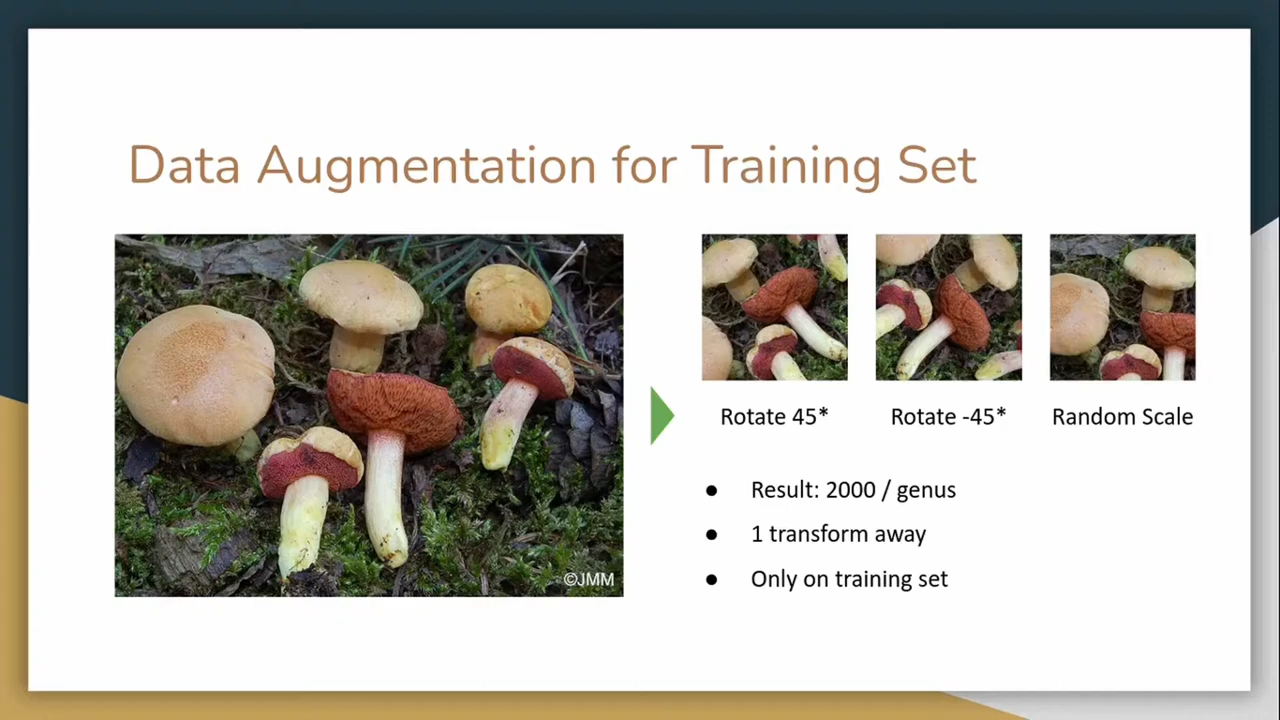 Data Augmentation for Training Set
©JMM
Rotate 45*
Rotate -45*
Random Scale
● Result: 2000 / genus
● 1 transform away
● Only on training set